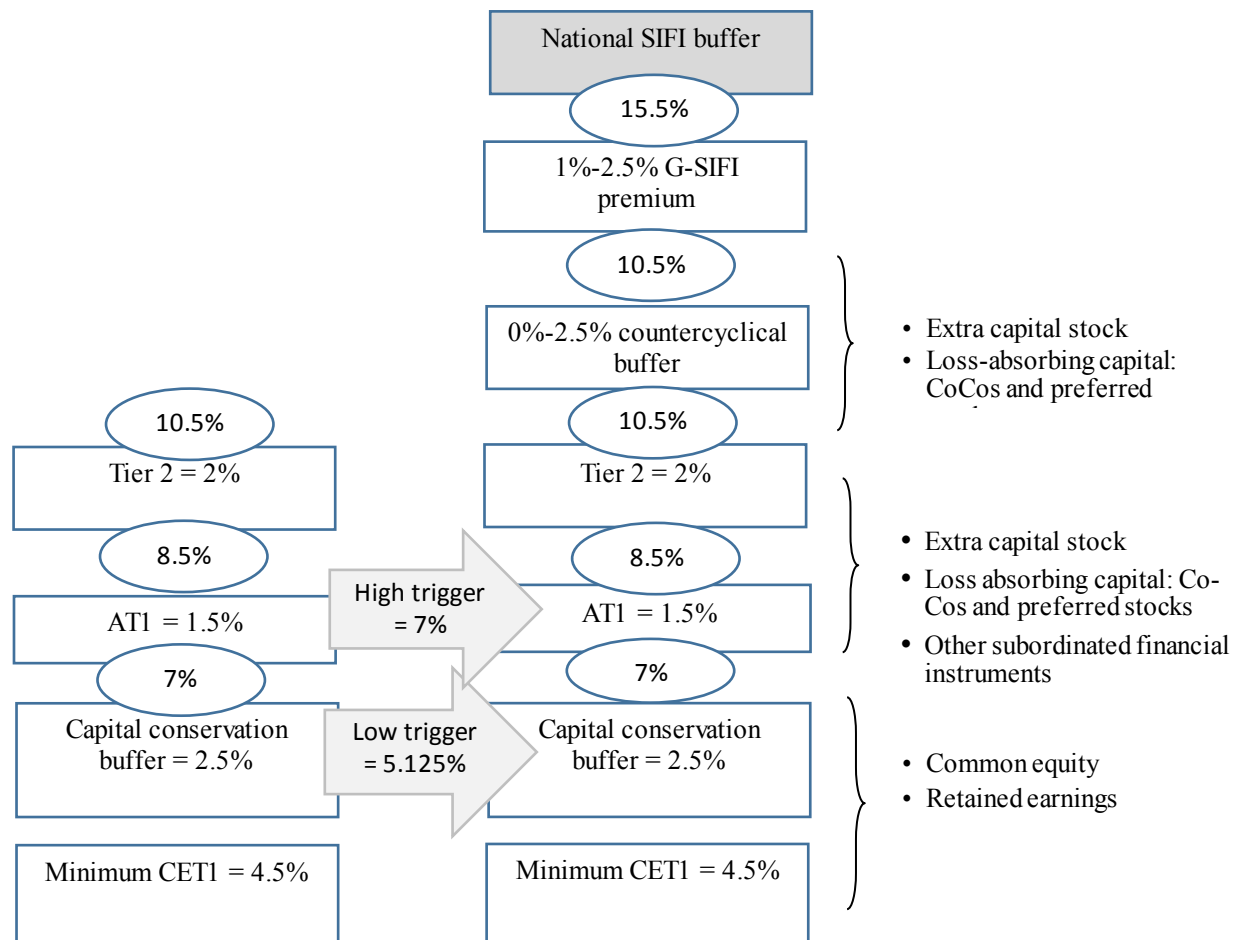 National SIFI buffer
15.5%
1%-2.5% G-SIFI
premium
10.5%
0%-2.5% countercyclical
buffer
• Extra capital stock
• Loss-absorbing capital:
CoCos and preferred
10.5%
Tier 2 = 2%
8.5%
AT1 = 1.5%
7%
Capital conservation
buffer = 2.5%
Minimum CET1 = 4.5%
High trigger
= 7%
Low trigger
= 5.125%
10.5%
Tier 2 = 2%
8.5%
AT1 = 1.5%
7%
Capital conservation
buffer = 2.5%
Minimum CET1 = 4.5%
• Extra capital stock
• Loss absorbing capital: Co-
Cos and preferred stocks
• Other subordinated financial
instruments
• Common equity
• Retained earnings